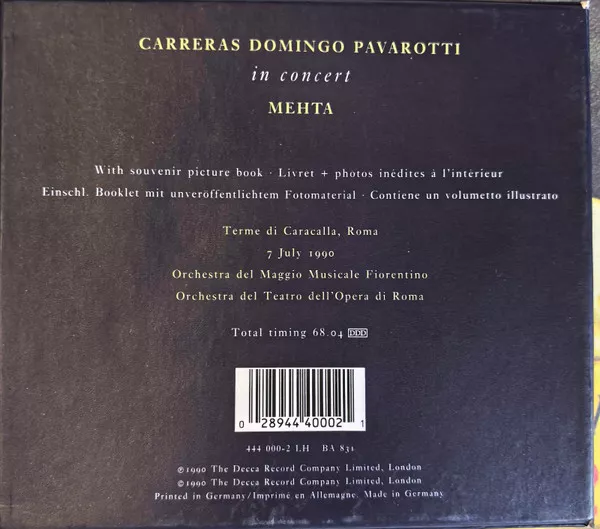 CARRERAS DOMINGO PAVAROTTI
in concert
MEHTA
With souvenir picture book · Livret + photos inédites á l'intérieur
Einschl. Booklet mit unveröffentlichtem Fotomaterial · Contiene un volumetto illustrato
Terme di Caracalla, Roma
7 July 1990
Orchestra del Maggio Musicale Fiorentino
Orchestra del Teatro dell'Opera di Roma
Total timing 68.04 DDD
0 28944 40002 1
444 000-2 LH BA 831
℗1990 The Decca Record Company Limited, London
©1990 The Decca Record Company Limited, London
Printed in Germany/Imprimé en Allemagne. Made in Germany